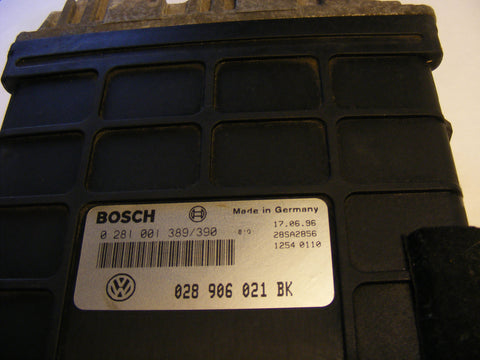 BOSCH Made in Germany
0 281 001 389/390 17.06.96
28SA2856
1254 0110
028 906 021 BK